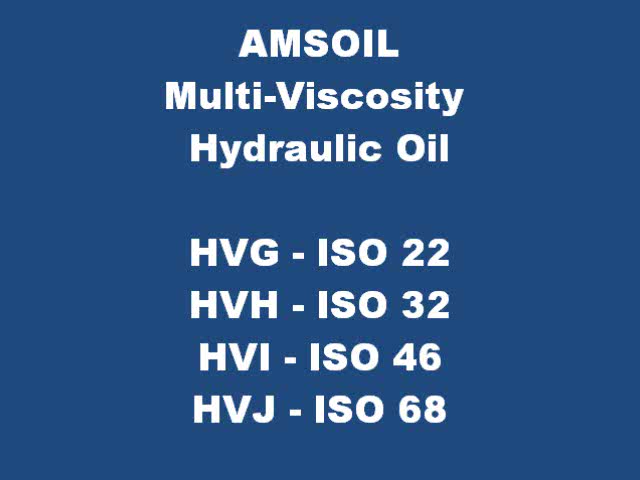 AMSOIL
Multi-Viscosity
Hydraulic Oil
HVG - ISO 22
HVH - ISO 32
HVI - ISO 46
HVJ - ISO 68